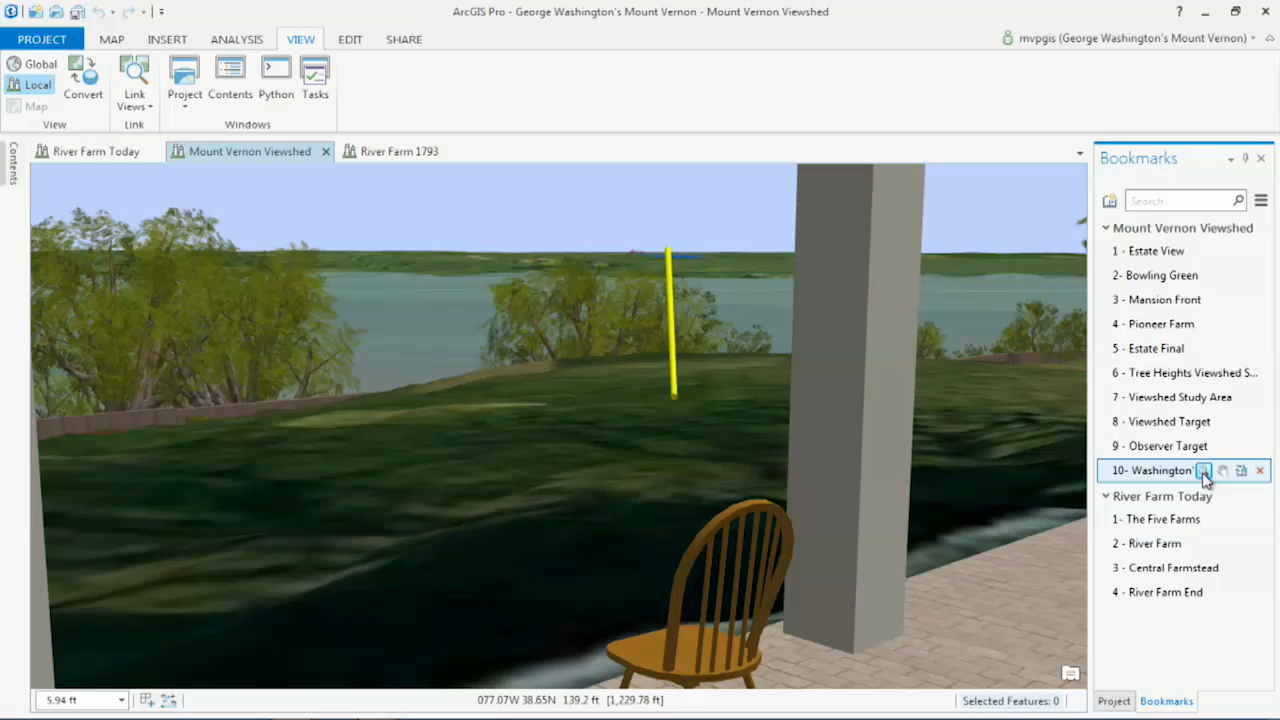 ArcGIS Pro - George Washington's Mount Vernon - Mount Vernon Viewshed
?
PROJECT
MAP
INSERT
ANALYSIS
VIEW
EDIT
SHARE
mvpgis (George Washington's Mount Vernon)
Global
Local
Map
Convert
Link
Views
Project
Contents
Python
Tasks
View
Link
Windows
Contents
River Farm Today
Mount Vernon Viewshed
River Farm 1793
Bookmarks
Search
Mount Vernon Viewshed
1 - Estate View
2- Bowling Green
3 - Mansion Front
4 - Pioneer Farm
5 - Estate Final
6 - Tree Heights Viewshed S...
7 - Viewshed Study Area
8 - Viewshed Target
9 - Observer Target
10- Washington'
River Farm Today
1- The Five Farms
2 - River Farm
3 - Central Farmstead
4 - River Farm End
5.94 ft
077.07W 38.65N 139.2 ft [1,229.78 ft]
Selected Features: 0
Project
Bookmarks